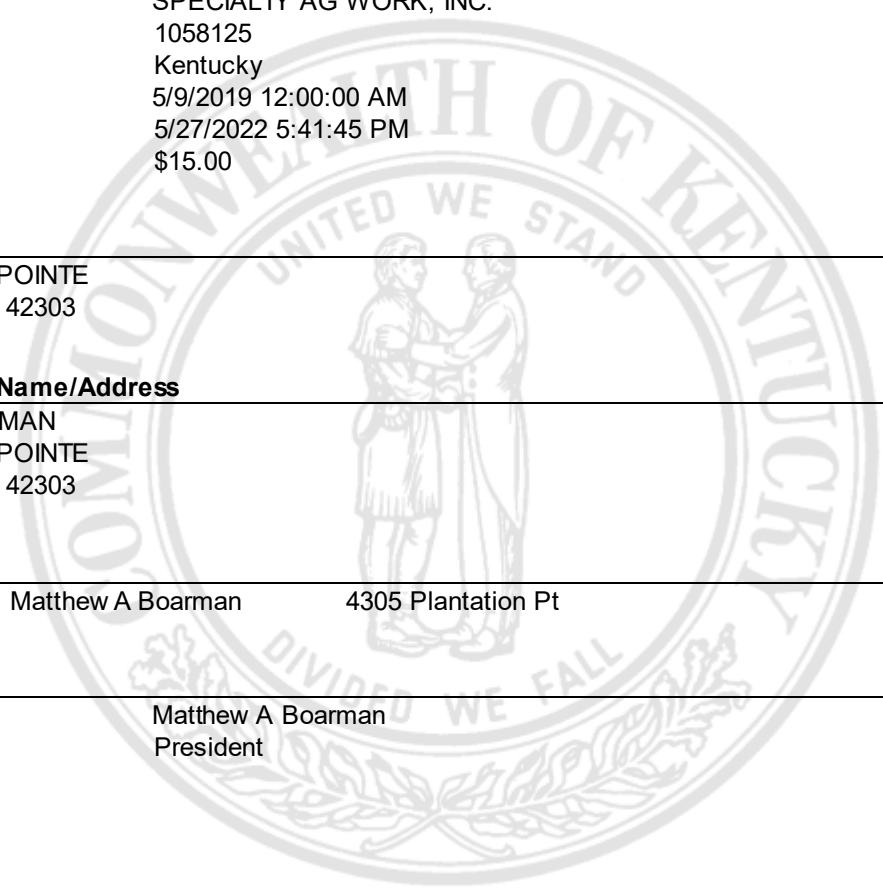 SPECIALTY AG WORK, INC.
1058125
Kentucky
5/9/2019 12:00:00 AM
5/27/2022 5:41:45 PM
$15.00
COMMONWEALTH OF KENTUCKY
UNITED WE STAND
POINTE
42303
Name/Address
MAN
POINTE
42303
Matthew A Boarman 4305 Plantation Pt
DIVIDED WE FALL
Matthew A Boarman
President